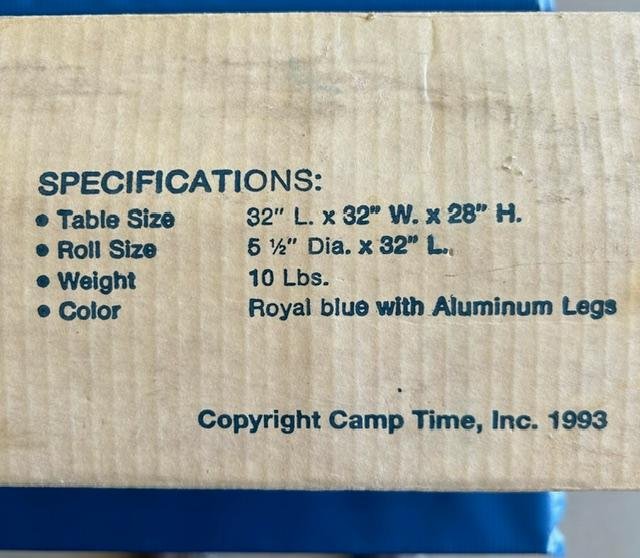 SPECIFICATIONS:
• Table Size 32" L. x 32" W. x 28" H.
• Roll Size 5 ½" Dia. x 32" L.
• Weight 10 Lbs.
• Color Royal blue with Aluminum Legs
Copyright Camp Time, Inc. 1993